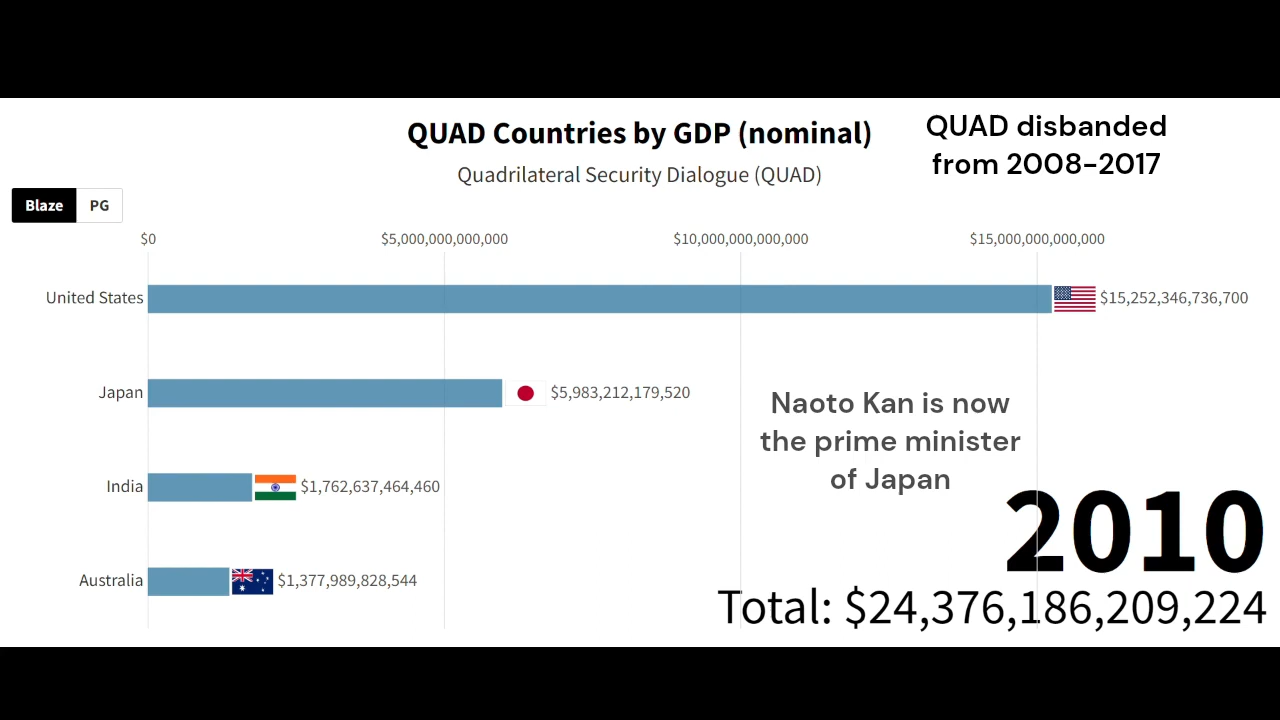 QUAD Countries by GDP (nominal)
QUAD disbanded
from 2008-2017
Quadrilateral Security Dialogue (QUAD)
Blaze PG
$0 $5,000,000,000,000 $10,000,000,000,000 $15,000,000,000,000
United States $15,252,346,736,700
Japan $5,983,212,179,520
Naoto Kan is now
the prime minister
of Japan
India $1,762,637,464,460
2010
Australia $1,377,989,828,544
Total: $24,376,186,209,224